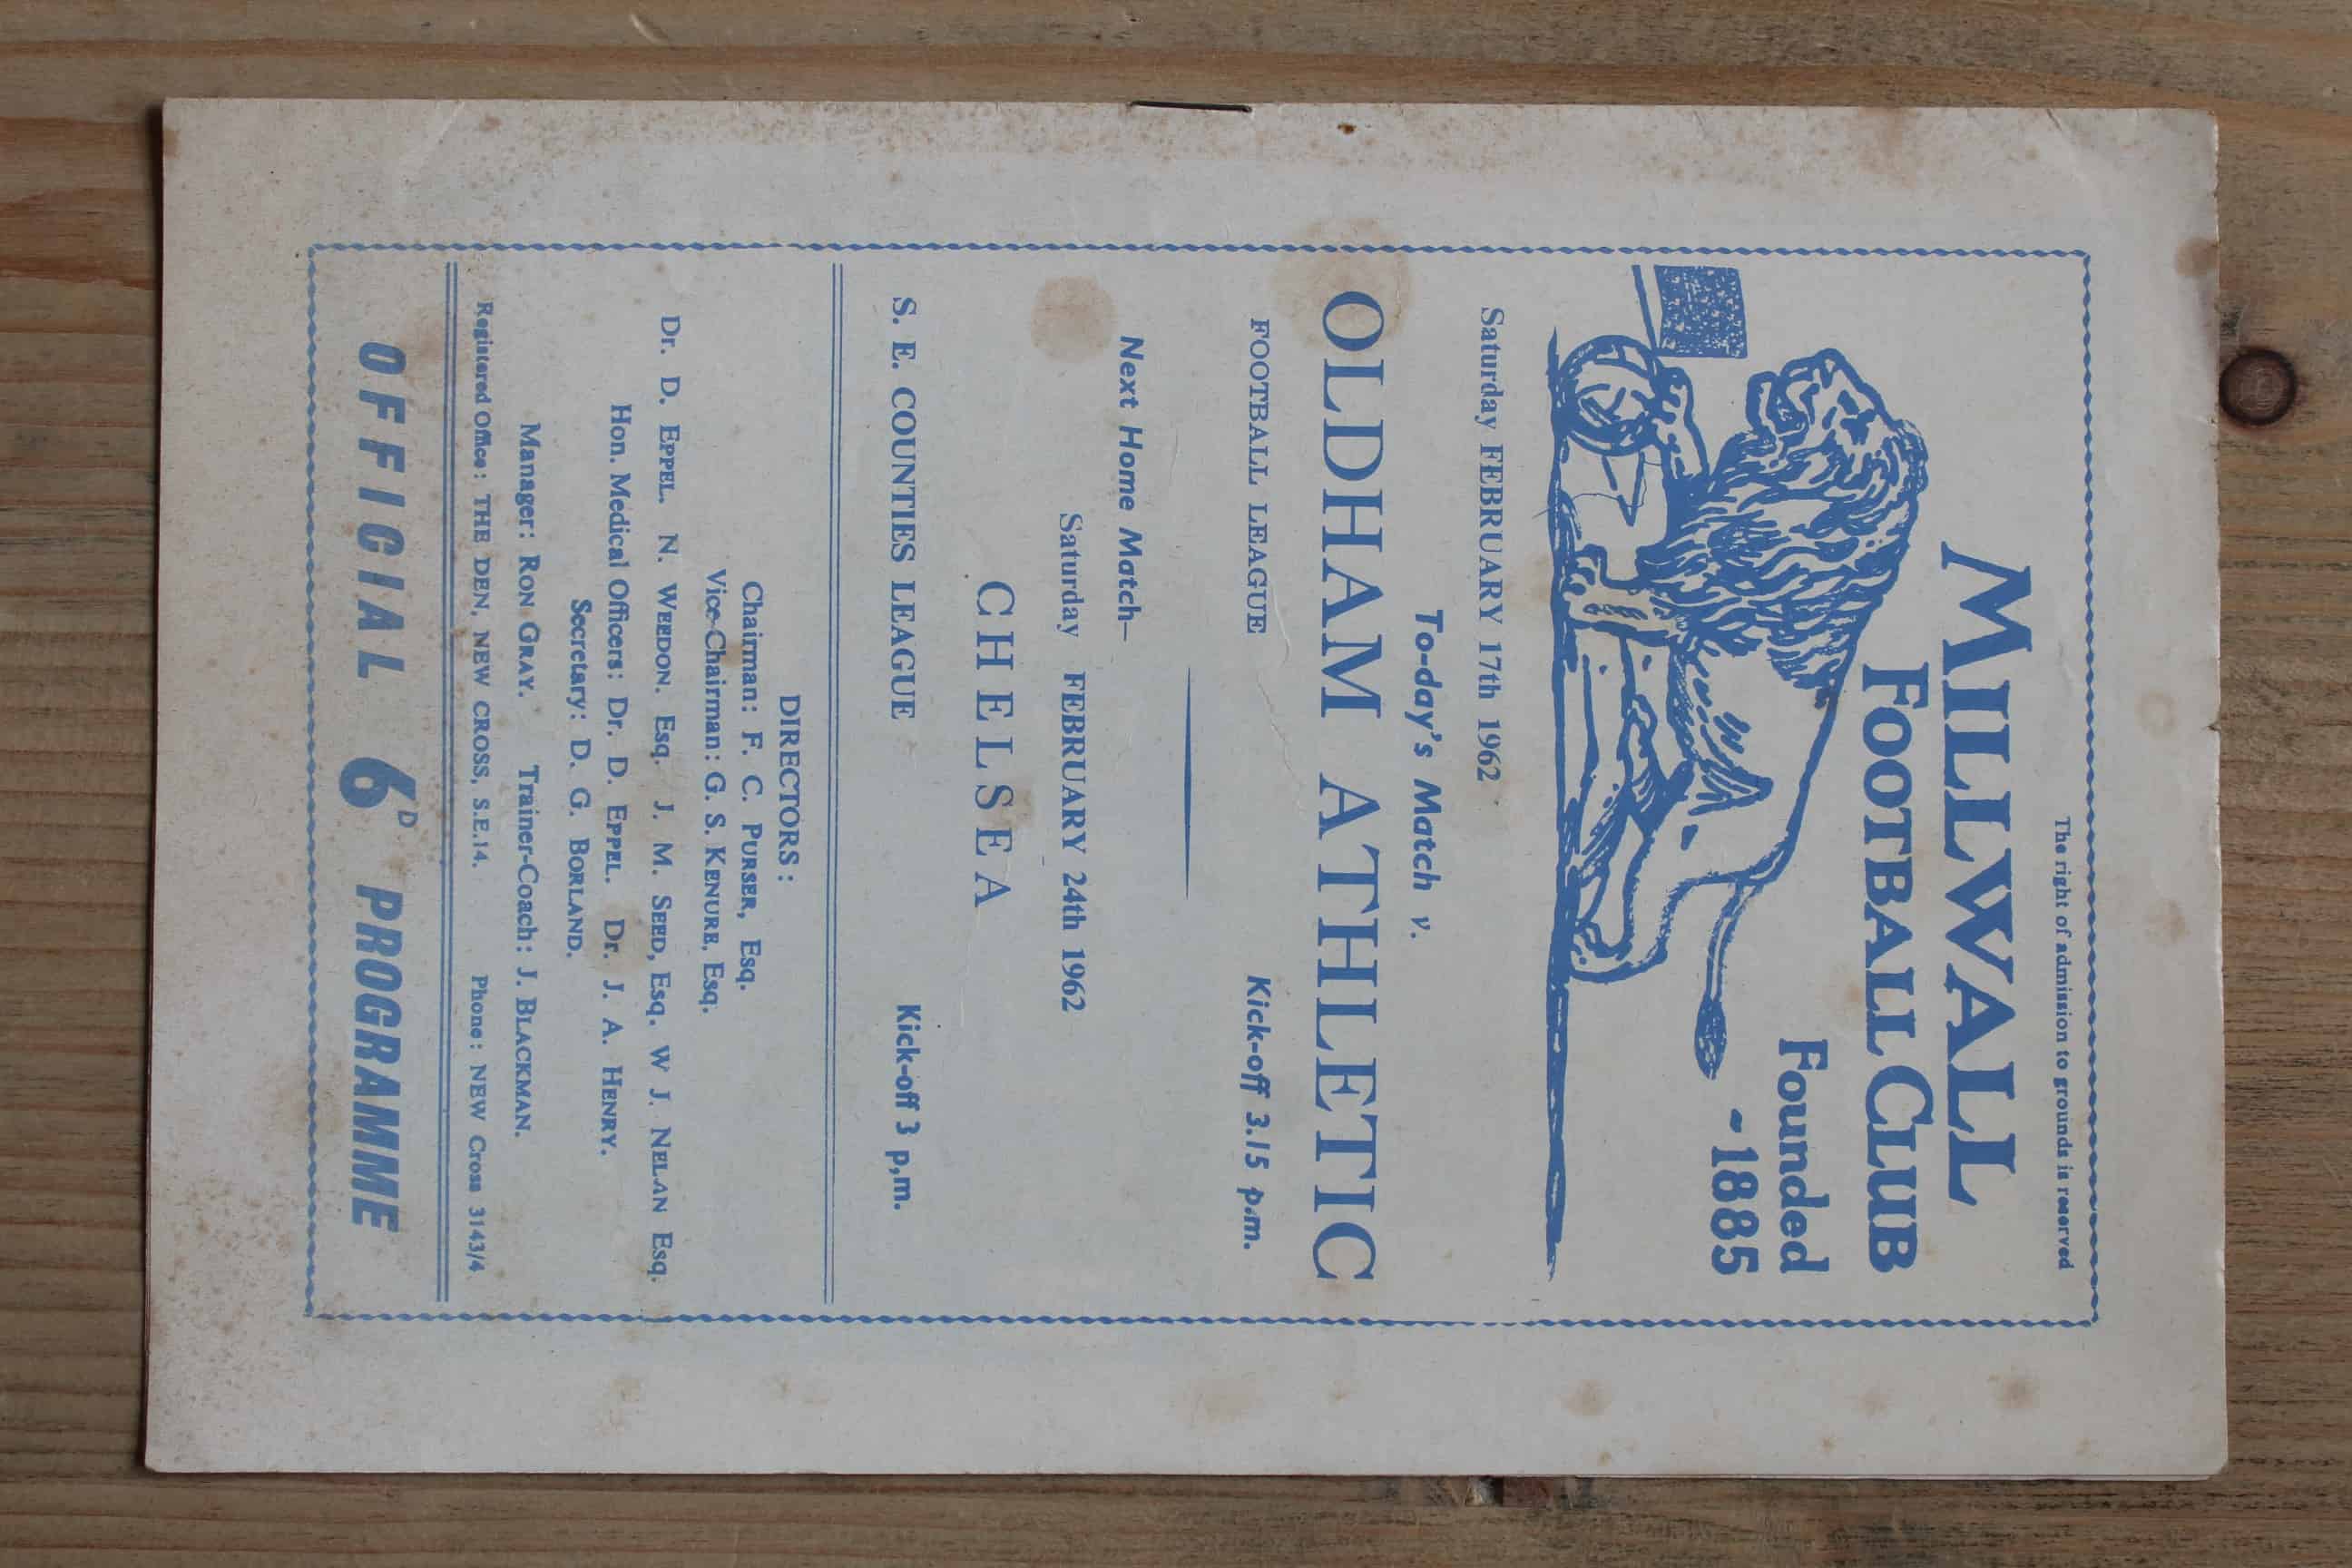 The right of admission to grounds is reserved
MILLWALL
FOOTBALL CLUB
Founded
-1885
Saturday FEBRUARY 17th 1962
To-day's Match v.
OLDHAM ATHLETIC
FOOTBALL LEAGUE Kick-off 3.15 p.m.
Next Home Match—
Saturday FEBRUARY 24th 1962
CHELSEA
S. E. COUNTIES LEAGUE Kick-off 3 p,m.
DIRECTORS :
Chairman : F. C. PURSER, Esq.
Vice-Chairman : G. S. KENURE, Esq.
Dr. D. EPPEL. N. WEEDON. Esq. J. M. SEED, Esq. W J. NELAN Esq.
Hon. Medical Officers : Dr. D. EPPEL. Dr. J. A. HENRY.
Secretary : D. G. BORLAND.
Manager : RON GRAY. Trainer-Coach : J. BLACKMAN.
Registered Office : THE DEN, NEW CROSS, S.E.14. Phone : NEW Cross 3143/4
OFFICIAL 6D PROGRAMME